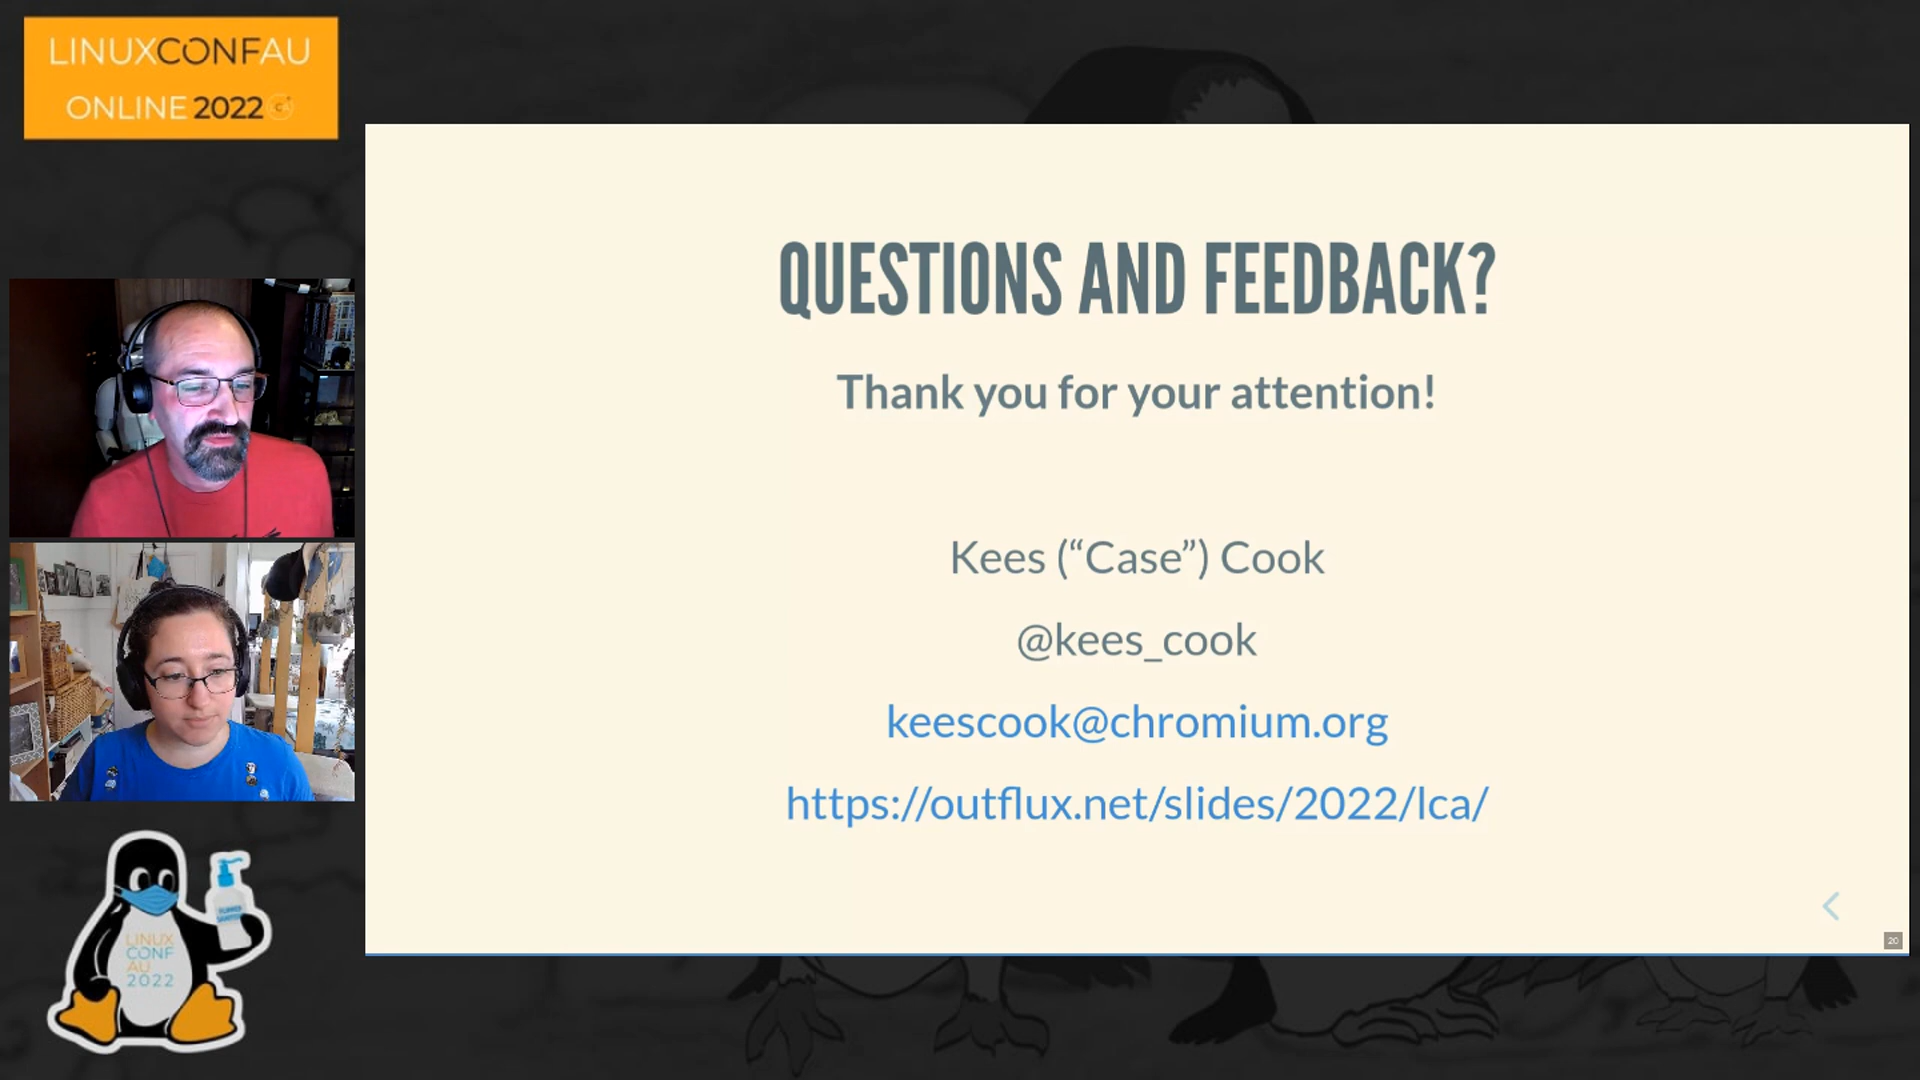 LINUXCONFAU
ONLINE 2022
QUESTIONS AND FEEDBACK?
Thank you for your attention!
Kees (“Case”) Cook
@kees_cook
keescook@chromium.org
https://outflux.net/slides/2022/lca/
20
LINUX
CONF
AU
2022